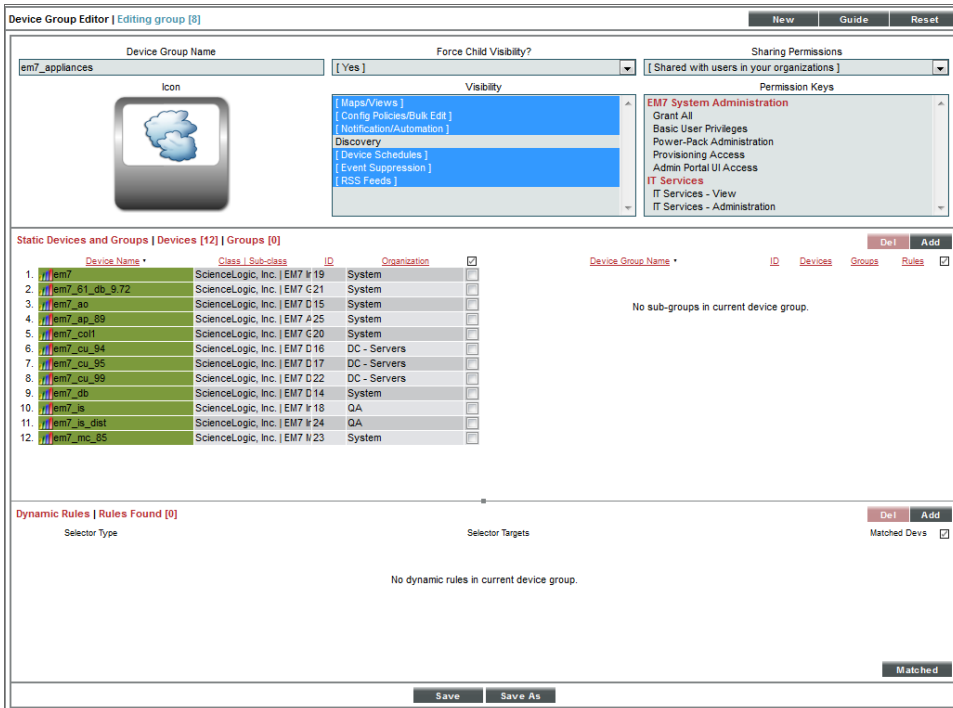 Device Group Editor | Editing group [8] New Guide Reset
Device Group Name Force Child Visibility? Sharing Permissions
em7_appliances [ Yes ] [ Shared with users in your organizations ]
Icon Visibility Permission Keys
[ Maps/Views ]
[ Config Policies/Bulk Edit ]
[ Notification/Automation ]
Discovery
[ Device Schedules ]
[ Event Suppression ]
[ RSS Feeds ]
EM7 System Administration
Grant All
Basic User Privileges
Power-Pack Administration
Provisioning Access
Admin Portal UI Access
IT Services
IT Services - View
IT Services - Administration
Static Devices and Groups | Devices [12] | Groups [0] Del Add
Device Name • Class | Sub-class ID Organization Device Group Name • ID Devices Groups Rules
1. em7 ScienceLogic, Inc. | EM7 Ir 19 System
2. em7_61_db_9.72 ScienceLogic, Inc. | EM7 G 21 System
3. em7_ao ScienceLogic, Inc. | EM7 D 15 System
4. em7_ap_89 ScienceLogic, Inc. | EM7 A 25 System
5. em7_col1 ScienceLogic, Inc. | EM7 G 20 System
6. em7_cu_94 ScienceLogic, Inc. | EM7 D 16 DC - Servers
7. em7_cu_95 ScienceLogic, Inc. | EM7 D 17 DC - Servers
8. em7_cu_99 ScienceLogic, Inc. | EM7 D 22 DC - Servers
9. em7_db ScienceLogic, Inc. | EM7 D 14 System
10. em7_is ScienceLogic, Inc. | EM7 Ir 18 QA
11. em7_is_dist ScienceLogic, Inc. | EM7 Ir 24 QA
12. em7_mc_85 ScienceLogic, Inc. | EM7 M 23 System
No sub-groups in current device group.
Dynamic Rules | Rules Found [0] Del Add
Selector Type Selector Targets Matched Devs
No dynamic rules in current device group.
Matched
Save Save As